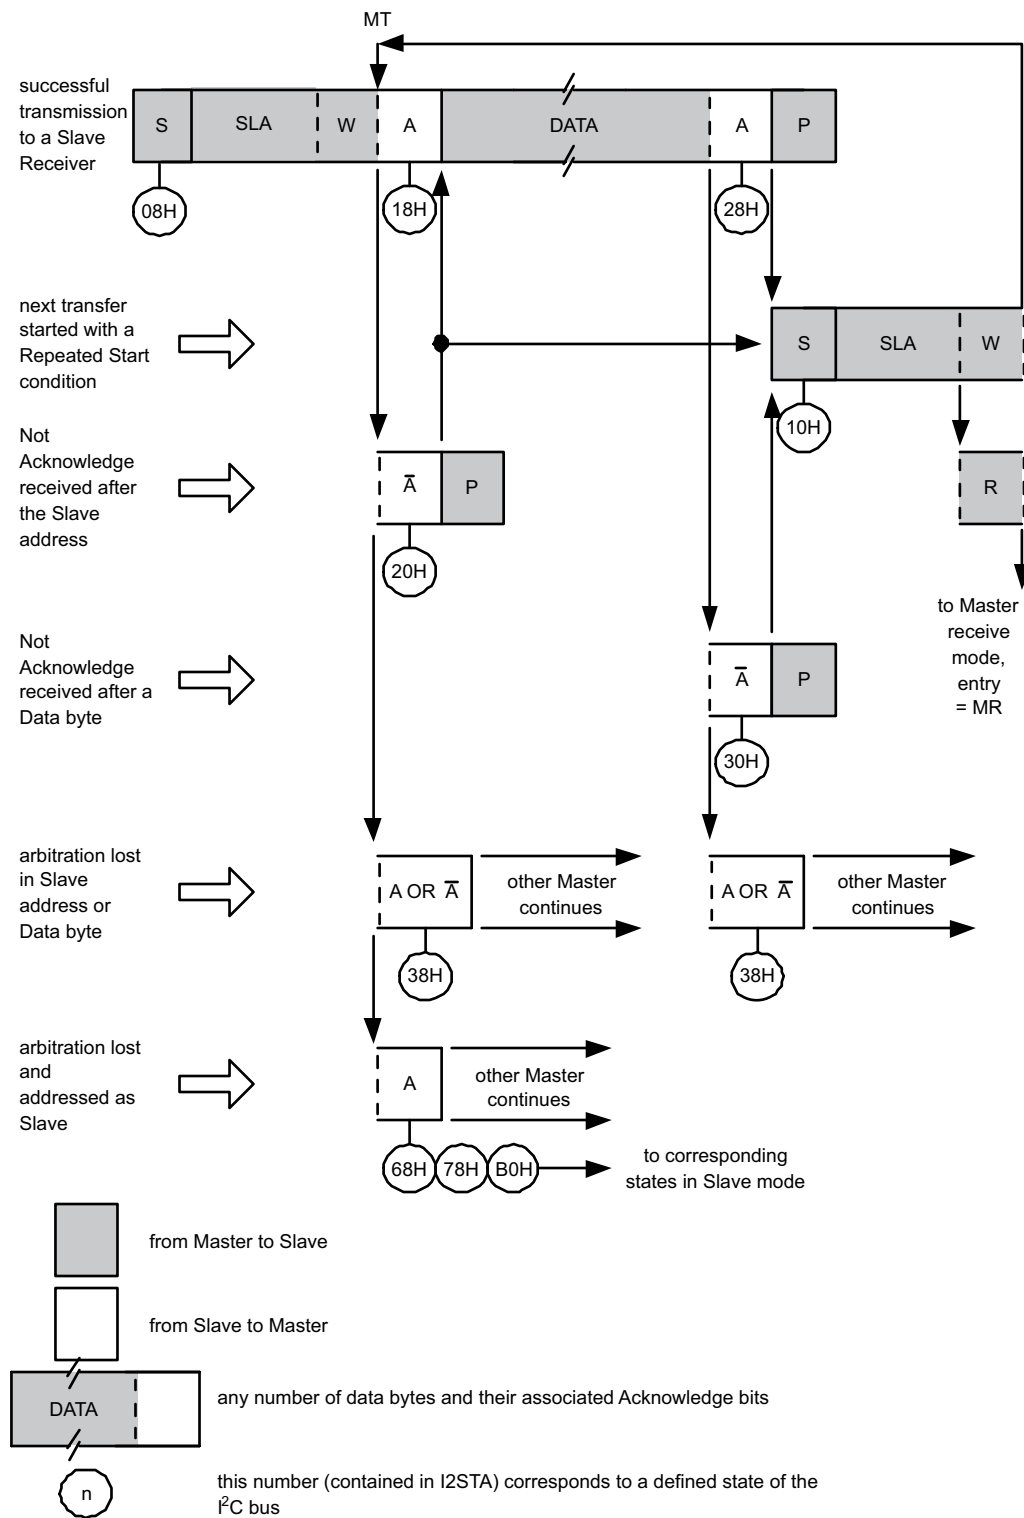 MT
successful
transmission
to a Slave
Receiver
S SLA W A DATA A P
08H 18H 28H
next transfer
started with a
Repeated Start
condition
S SLA W
10H
Not
Acknowledge
received after
the Slave
address
A̅ P
R
20H
to Master
receive
mode,
entry
= MR
Not
Acknowledge
received after a
Data byte
A̅ P
30H
arbitration lost
in Slave
address or
Data byte
A OR A̅
other Master
continues
A OR A̅
other Master
continues
38H 38H
arbitration lost
and
addressed as
Slave
A
other Master
continues
68H 78H B0H
to corresponding
states in Slave mode
from Master to Slave
from Slave to Master
DATA
any number of data bytes and their associated Acknowledge bits
n
this number (contained in I2STA) corresponds to a defined state of the
I²C bus